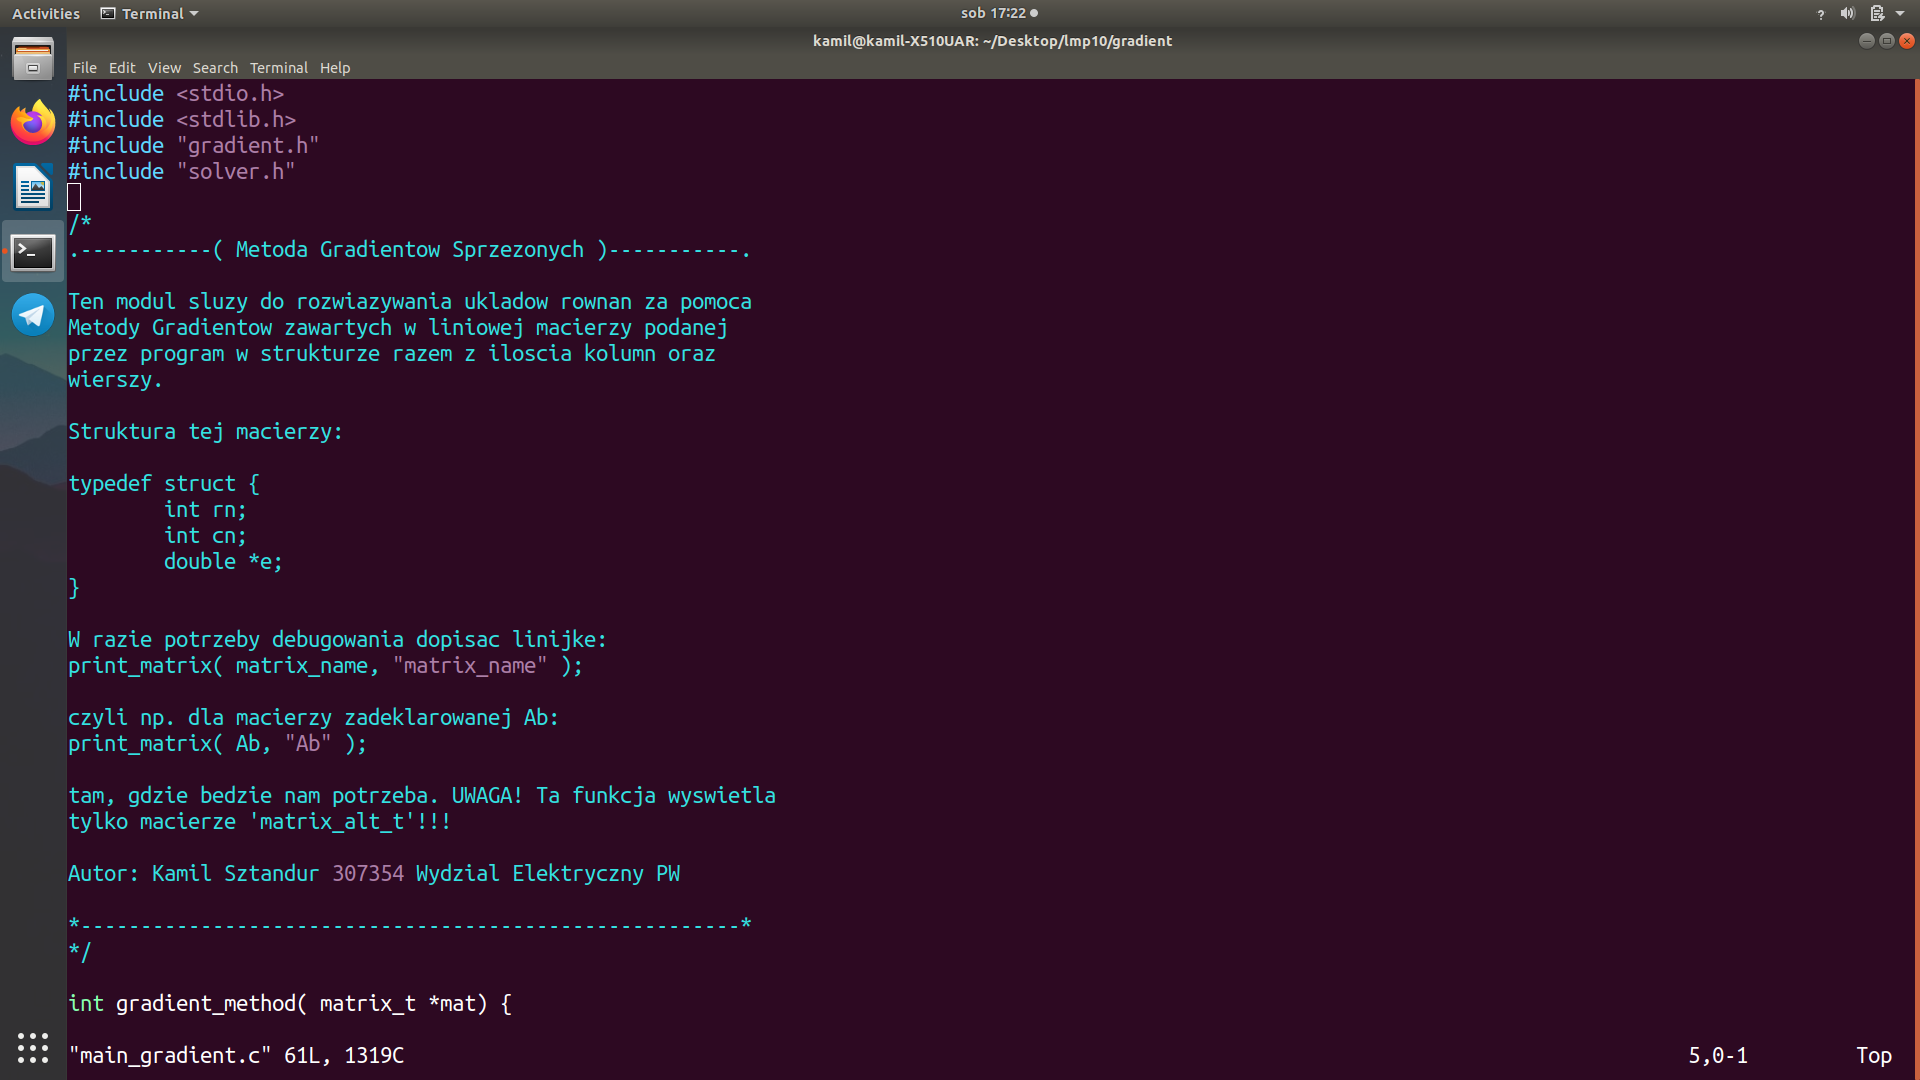 Activities Terminal sob 17:22
kamil@kamil-X510UAR: ~/Desktop/lmp10/gradient
File Edit View Search Terminal Help
#include <stdio.h>
#include <stdlib.h>
#include "gradient.h"
#include "solver.h"
/*
.-----------( Metoda Gradientow Sprzezonych )-----------.
Ten modul sluzy do rozwiazywania ukladow rownan za pomoca
Metody Gradientow zawartych w liniowej macierzy podanej
przez program w strukturze razem z iloscia kolumn oraz
wierszy.
Struktura tej macierzy:
typedef struct {
int rn;
int cn;
double *e;
}
W razie potrzeby debugowania dopisac linijke:
print_matrix( matrix_name, "matrix_name" );
czyli np. dla macierzy zadeklarowanej Ab:
print_matrix( Ab, "Ab" );
tam, gdzie bedzie nam potrzeba. UWAGA! Ta funkcja wyswietla
tylko macierze 'matrix_alt_t'!!!
Autor: Kamil Sztandur 307354 Wydzial Elektryczny PW
*-------------------------------------------------------*
*/
int gradient_method( matrix_t *mat) {
"main_gradient.c" 61L, 1319C 5,0-1 Top